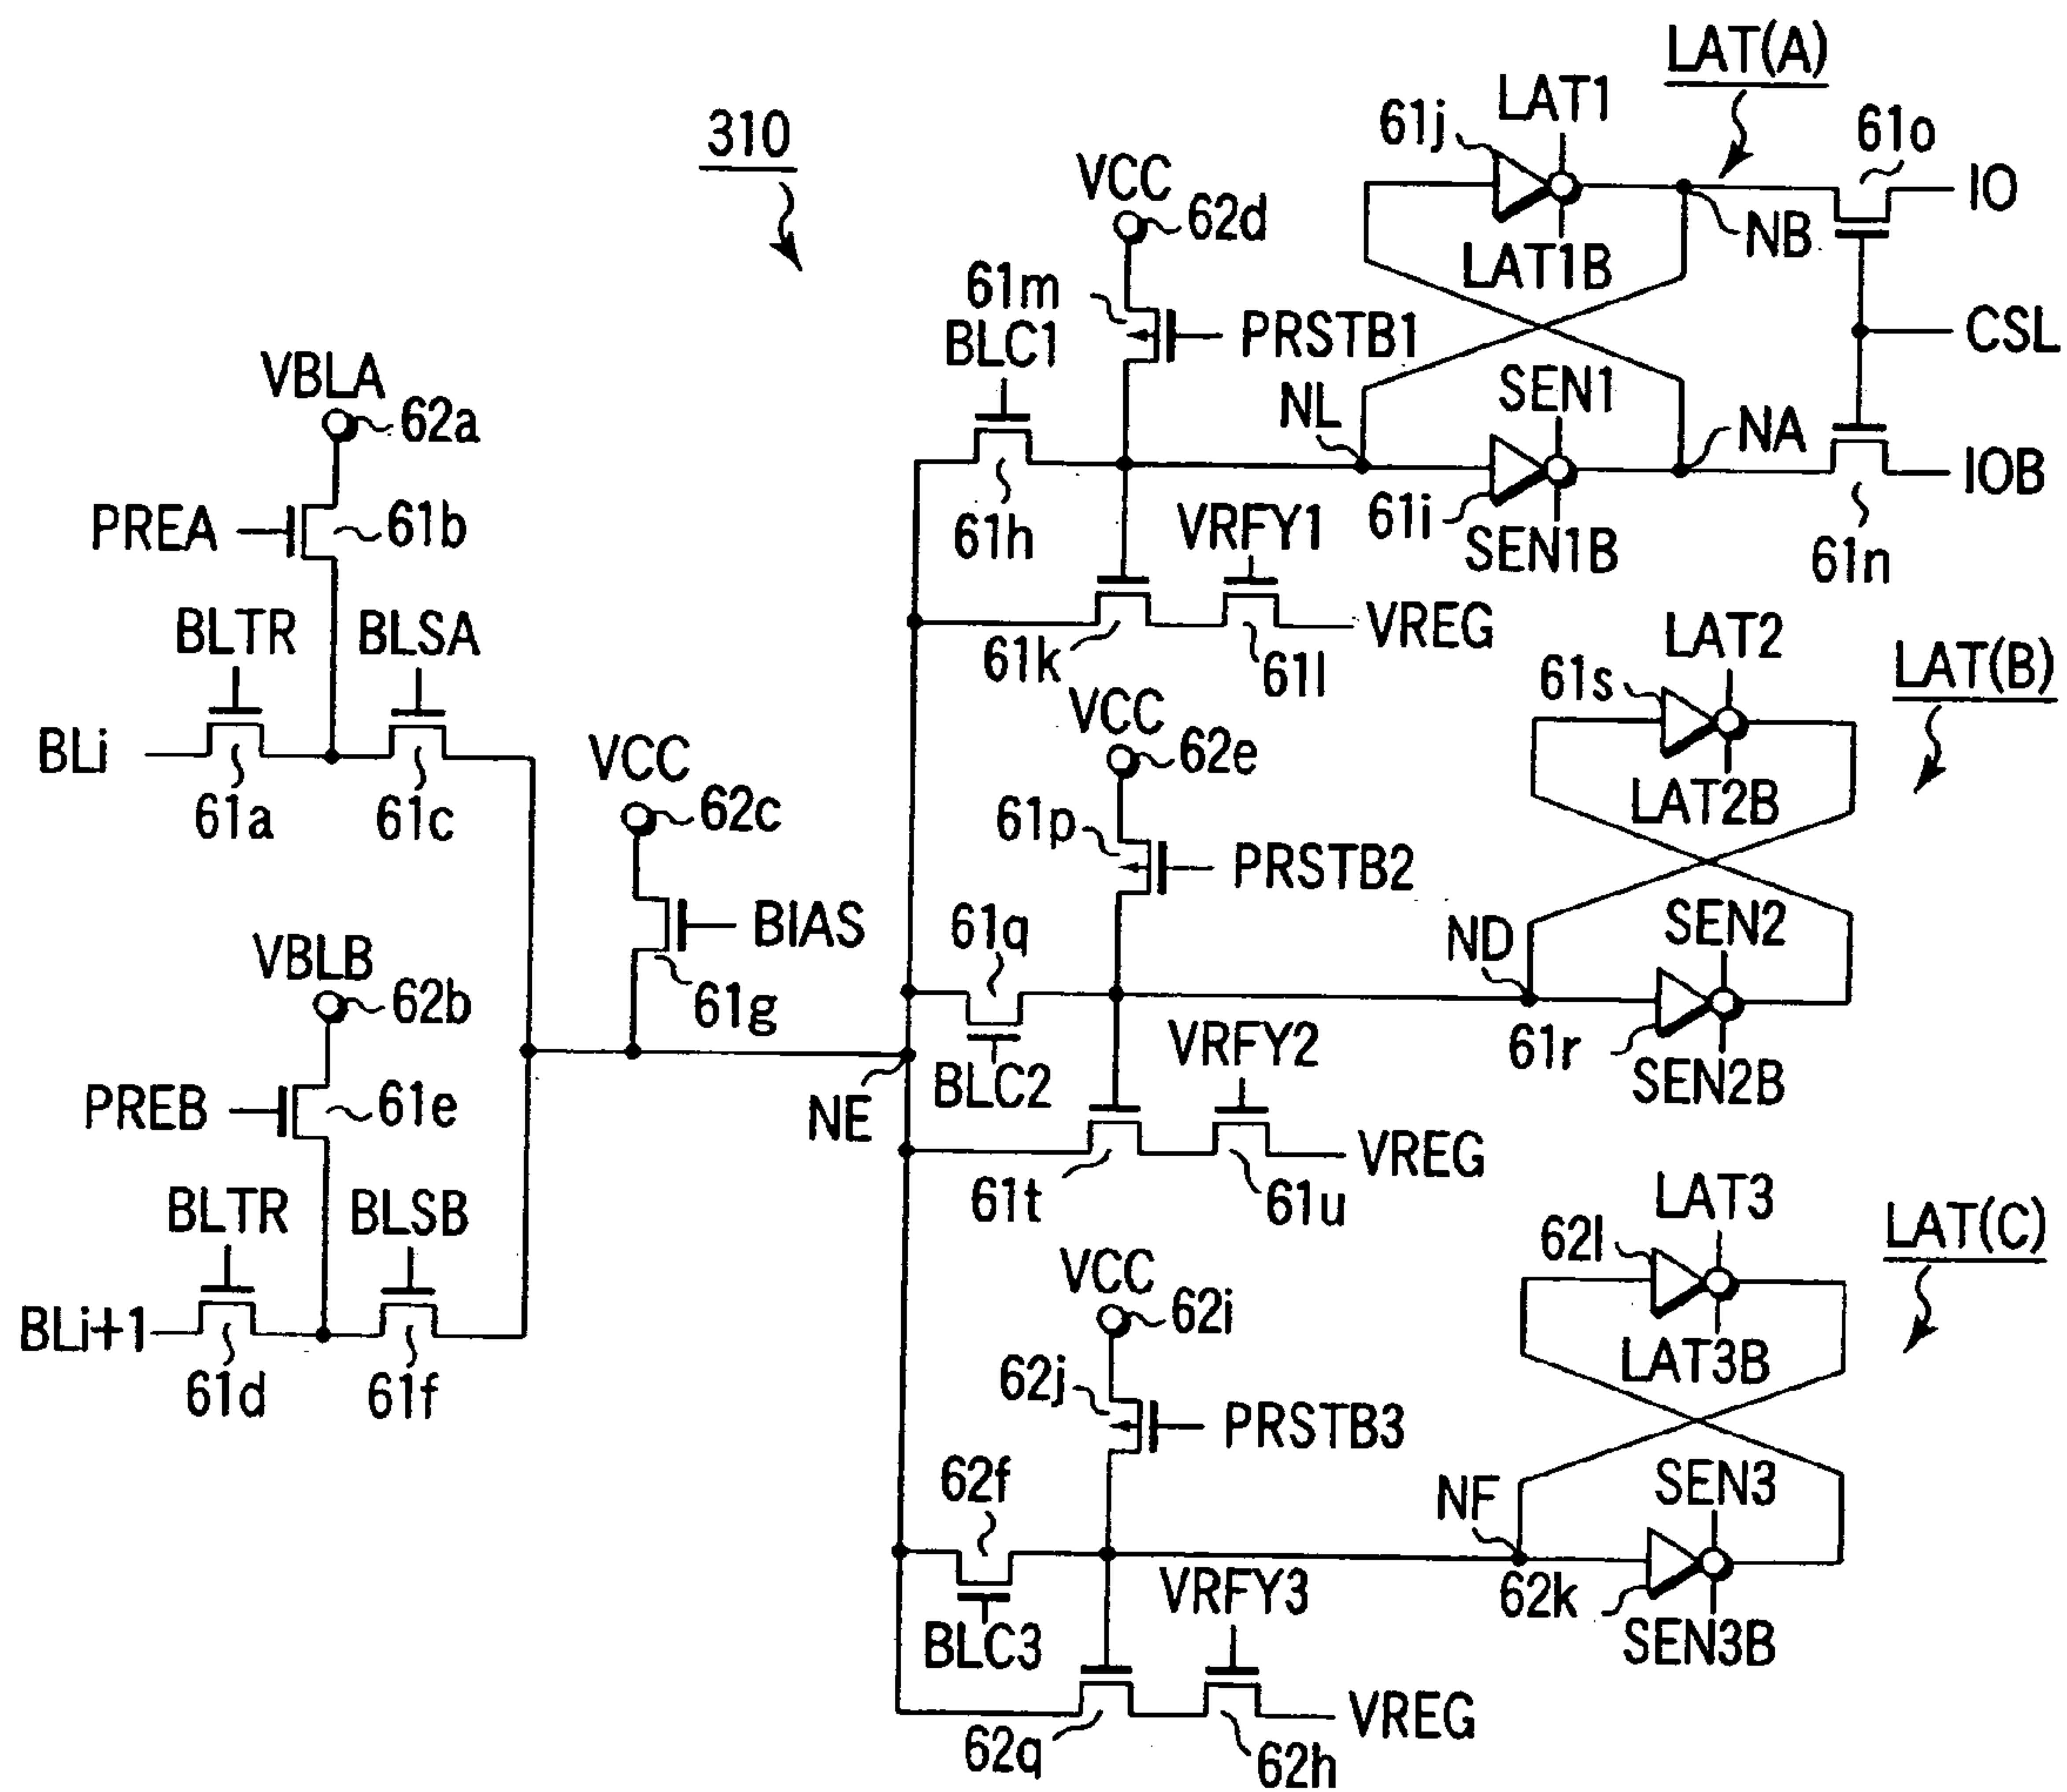 310
LAT(A)
LAT1
61j
61o
IO
VCC
62d
NB
LAT1B
61m
BLC1
PRSTB1
CSL
VBLA
62a
NL
SEN1
NA
PREA
61b
61h
VRFY1
61i
SEN1B
IOB
61n
BLTR
BLSA
61k
61l
VREG
LAT2
61s
LAT(B)
BLi
61a
61c
VCC
62c
VCC
62e
LAT2B
61p
PRSTB2
BIAS
61g
61q
ND
SEN2
VBLB
62b
PREB
61e
NE
BLC2
VRFY2
61r
SEN2B
61t
61u
VREG
BLTR
BLSB
LAT3
62l
LAT(C)
BLi+1
61d
61f
VCC
62i
LAT3B
62j
PRSTB3
62f
NF
SEN3
BLC3
VRFY3
62k
SEN3B
62q
62h
VREG